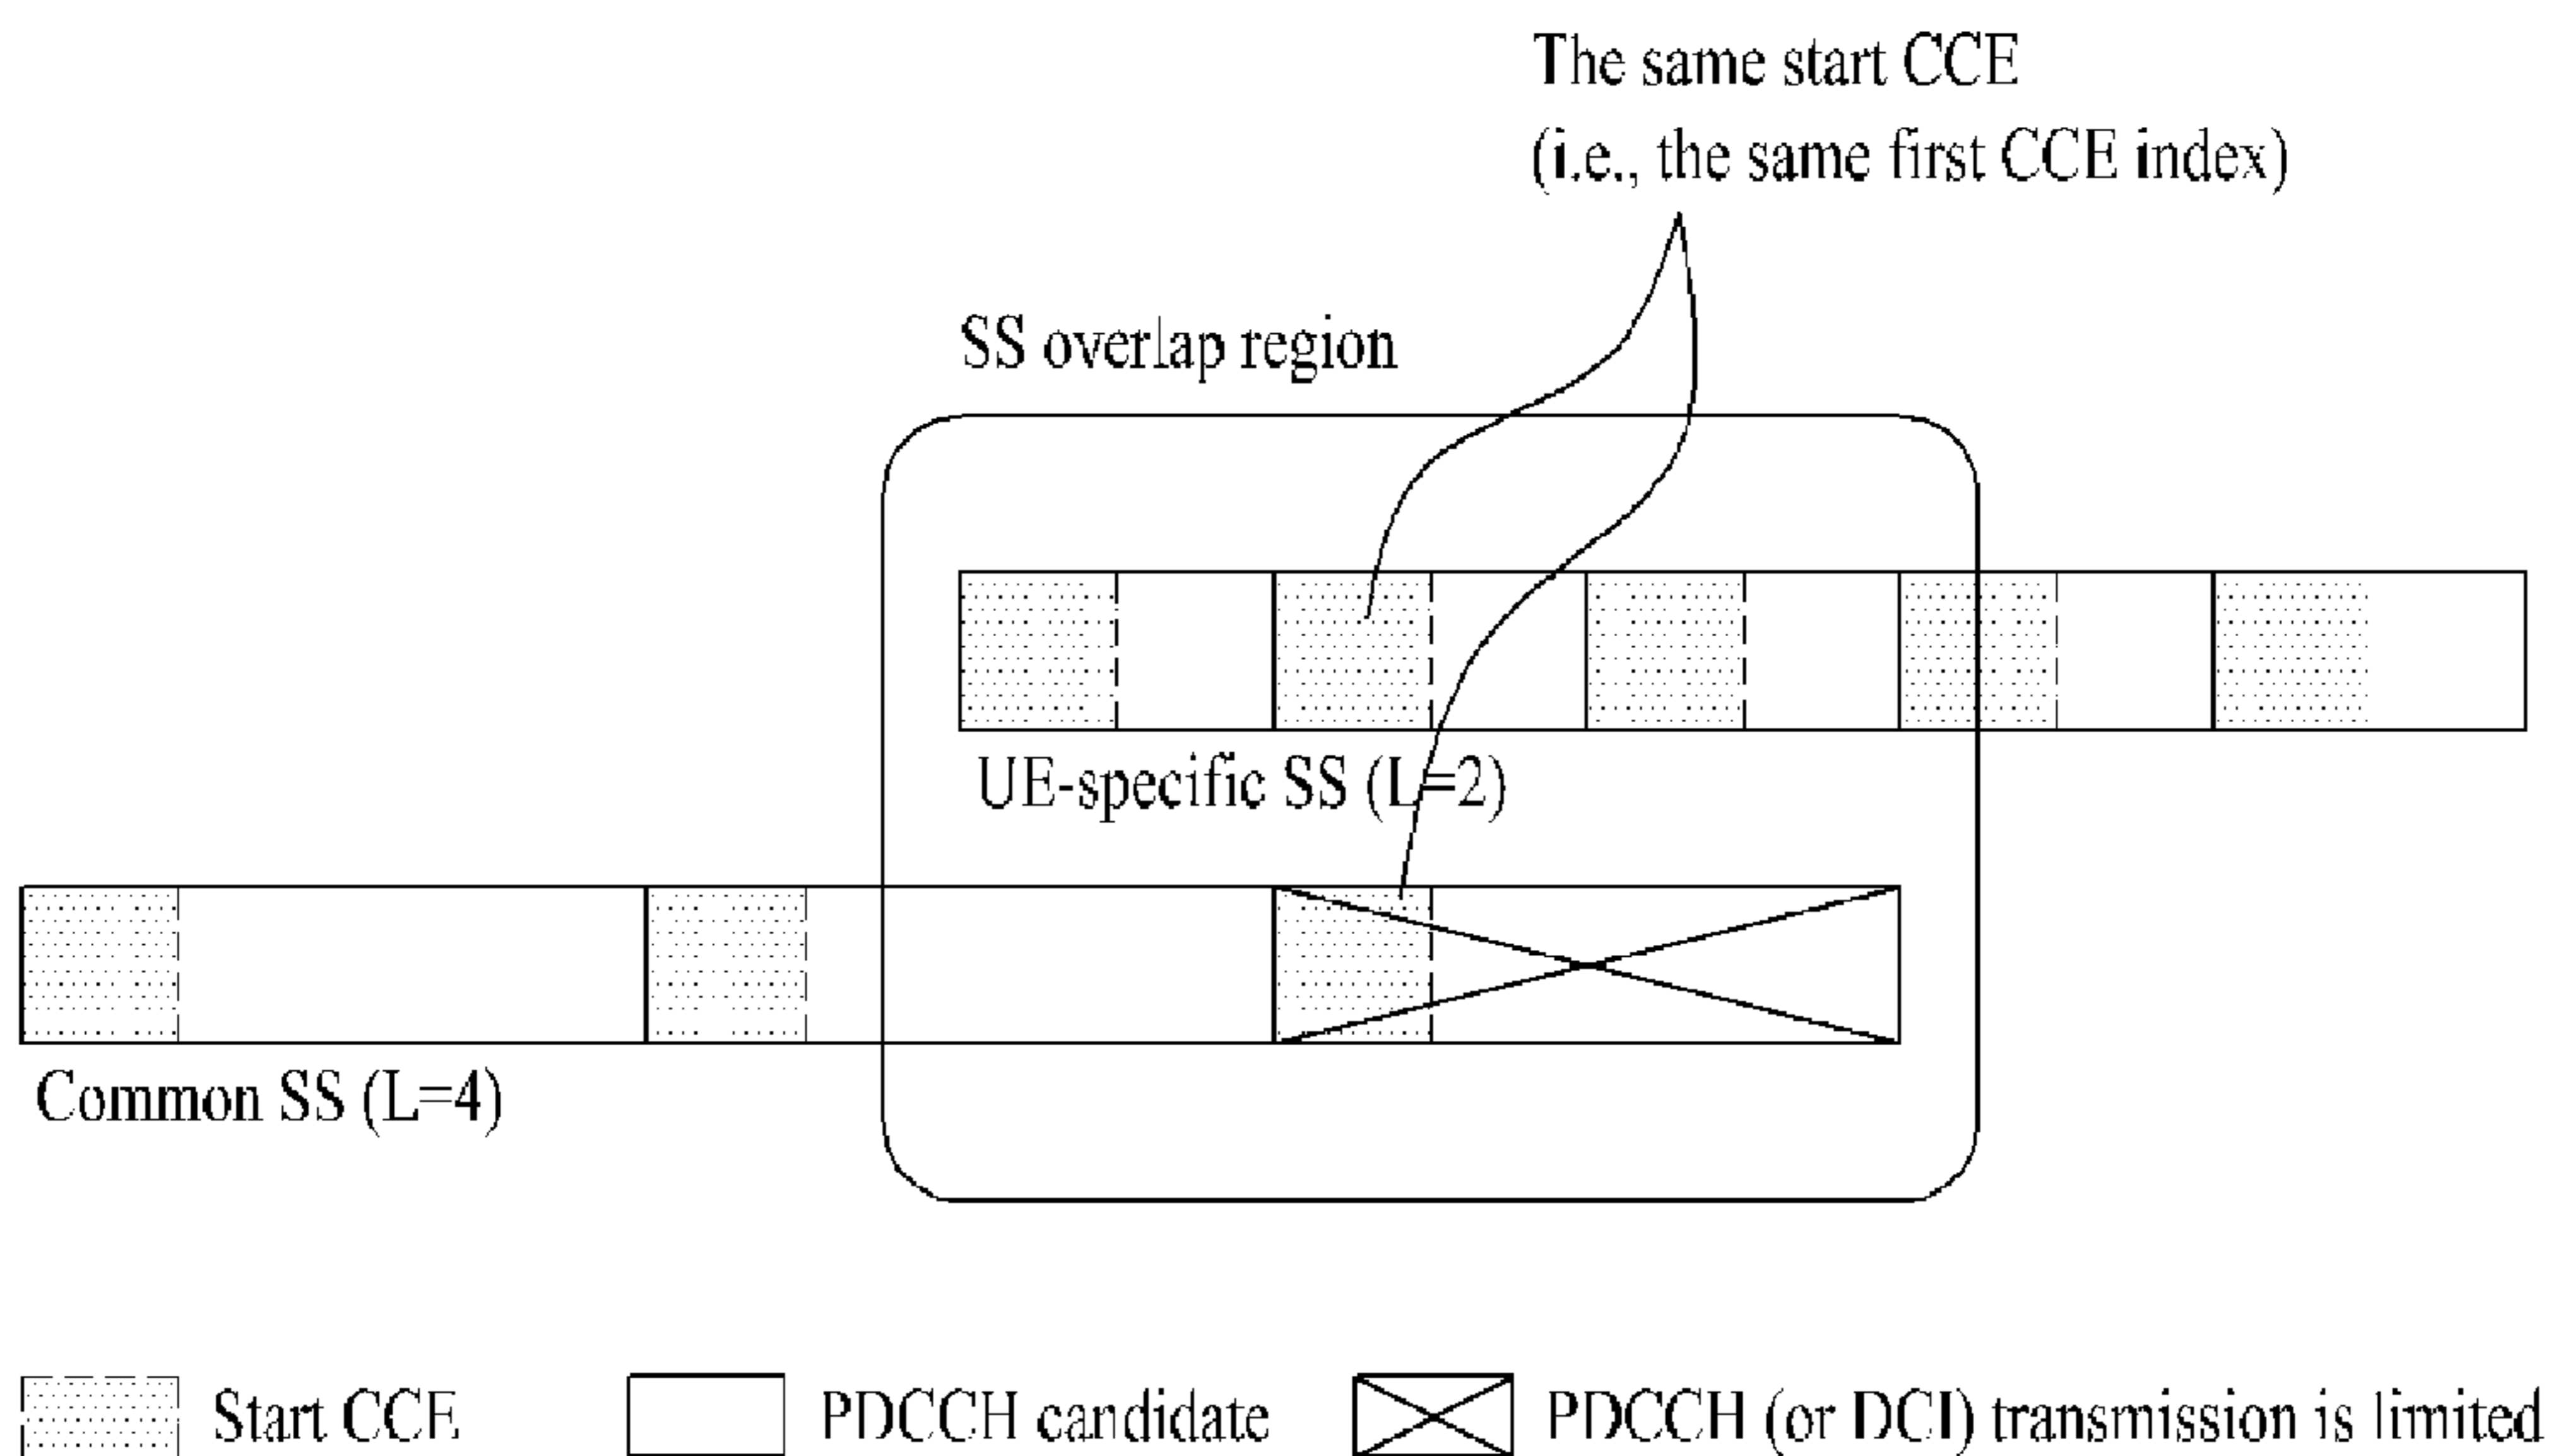 The same start CCE
(i.e., the same first CCE index)
SS overlap region
UE-specific SS (L=2)
Common SS (L=4)
Start CCE
PDCCH candidate
PDCCH (or DCI) transmission is limited